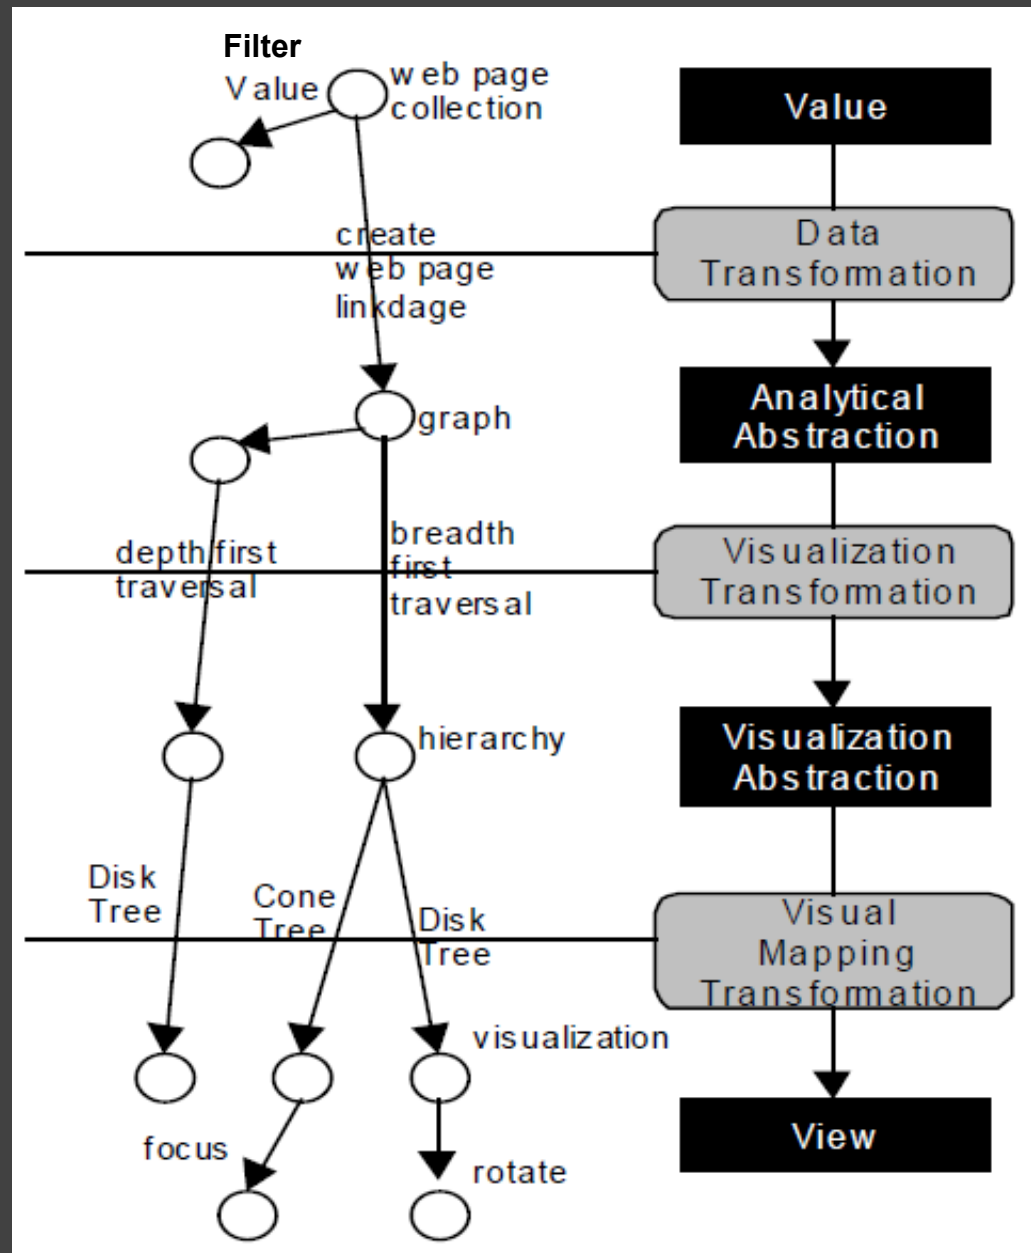 Filter
Value
web page
collection
create
web page
linkdage
graph
depth first
traversal
breadth
first
traversal
hierarchy
Disk
Tree
Cone
Tree
Disk
Tree
visualization
focus
rotate
Value
Data
Transformation
Analytical
Abstraction
Visualization
Transformation
Visualization
Abstraction
Visual
Mapping
Transformation
View